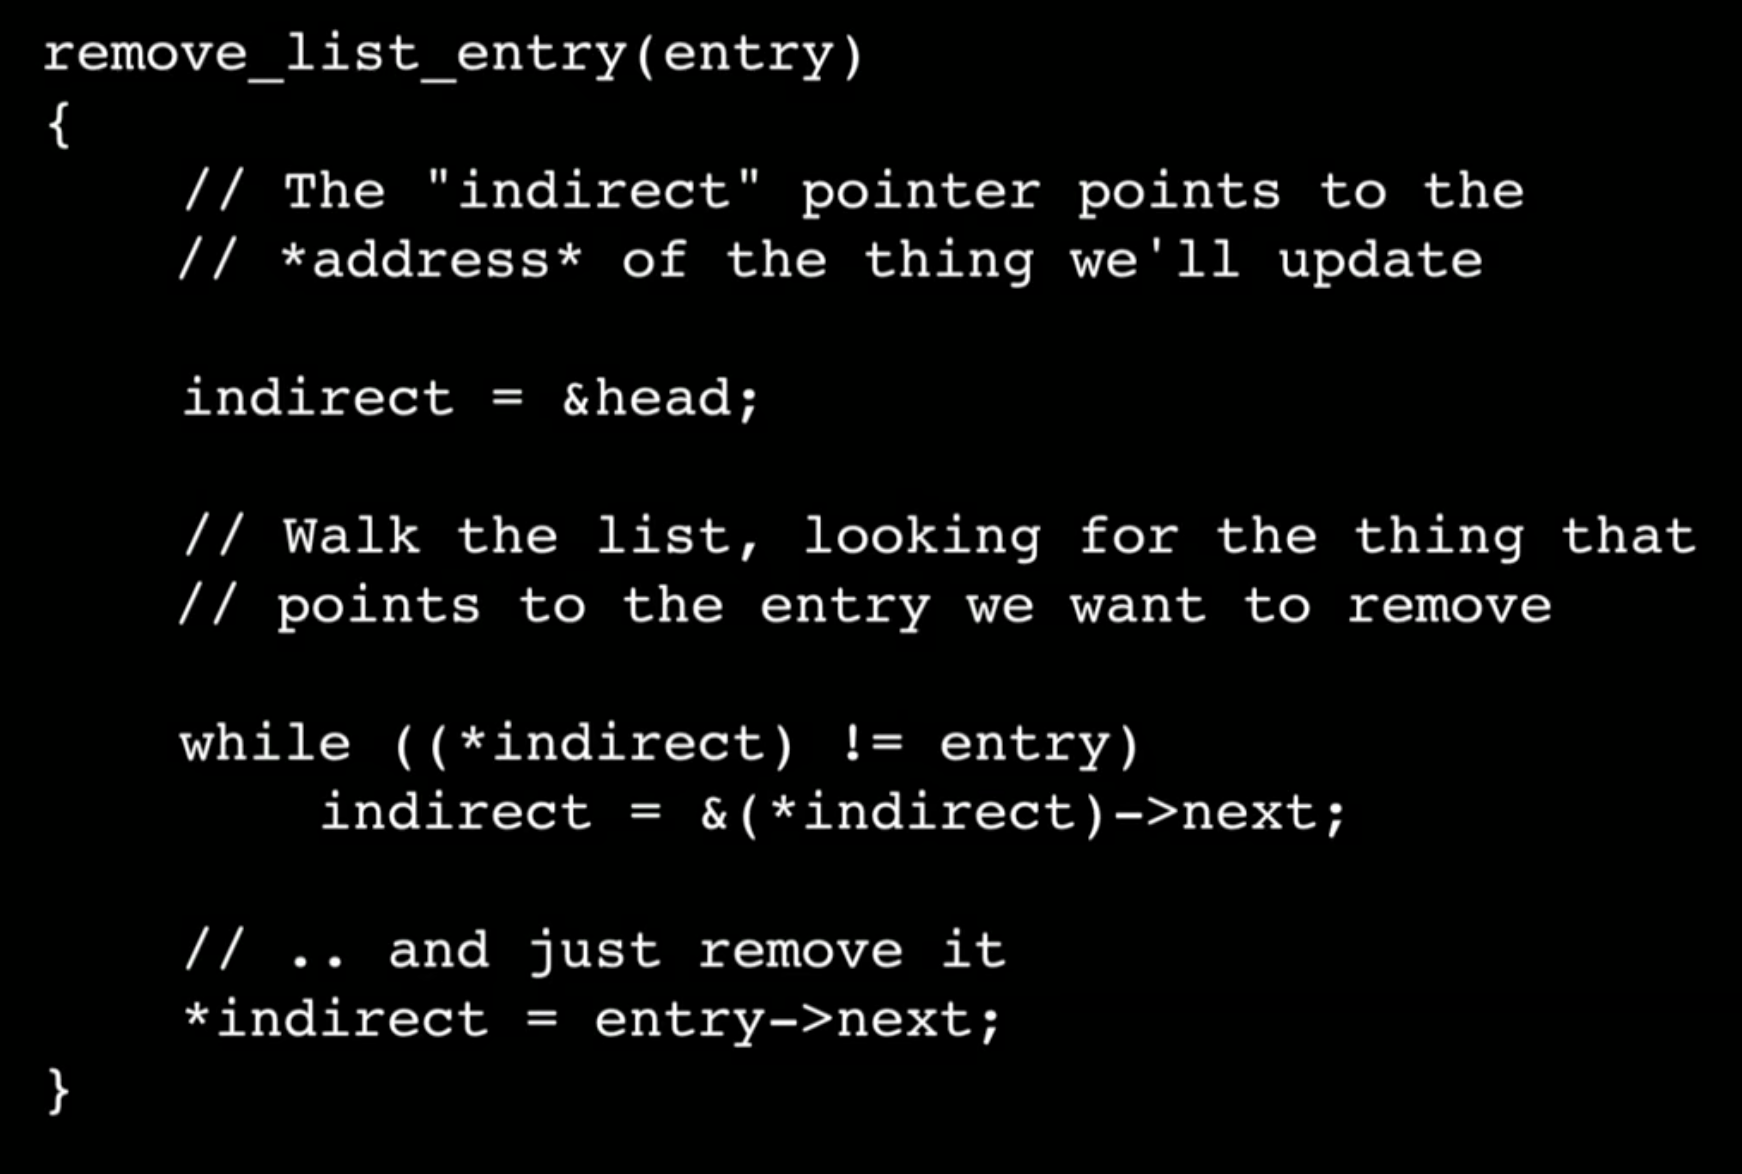 remove_list_entry(entry)
{
    // The "indirect" pointer points to the
    // *address* of the thing we'll update

    indirect = &head;

    // Walk the list, looking for the thing that
    // points to the entry we want to remove

    while ((*indirect) != entry)
        indirect = &(*indirect)->next;

    // .. and just remove it
    *indirect = entry->next;
}